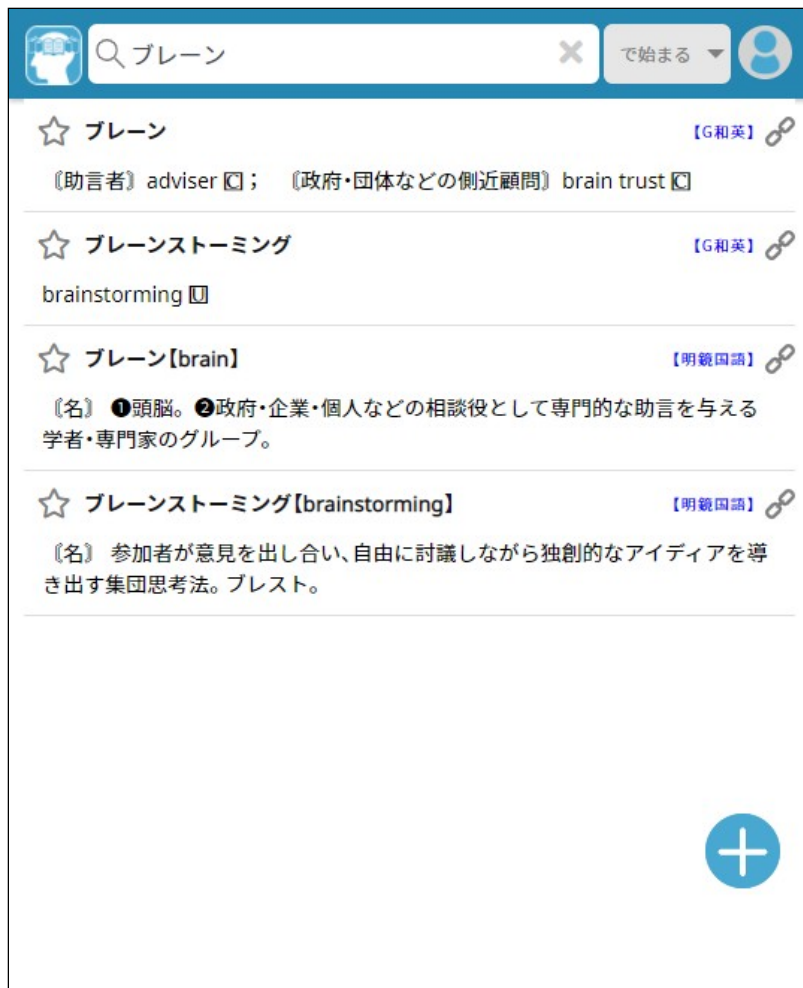 ブレーン
で始まる
ブレーン 【G和英】
〘助言者〙adviser 🄲; 〘政府・団体などの側近顧問〙brain trust 🄲
ブレーンストーミング 【G和英】
brainstorming 🅄
ブレーン【brain】 【明鏡国語】
〘名〙 ❶頭脳。❷政府・企業・個人などの相談役として専門的な助言を与える
学者・専門家のグループ。
ブレーンストーミング【brainstorming】 【明鏡国語】
〘名〙 参加者が意見を出し合い、自由に討議しながら独創的なアイディアを導
き出す集団思考法。ブレスト。